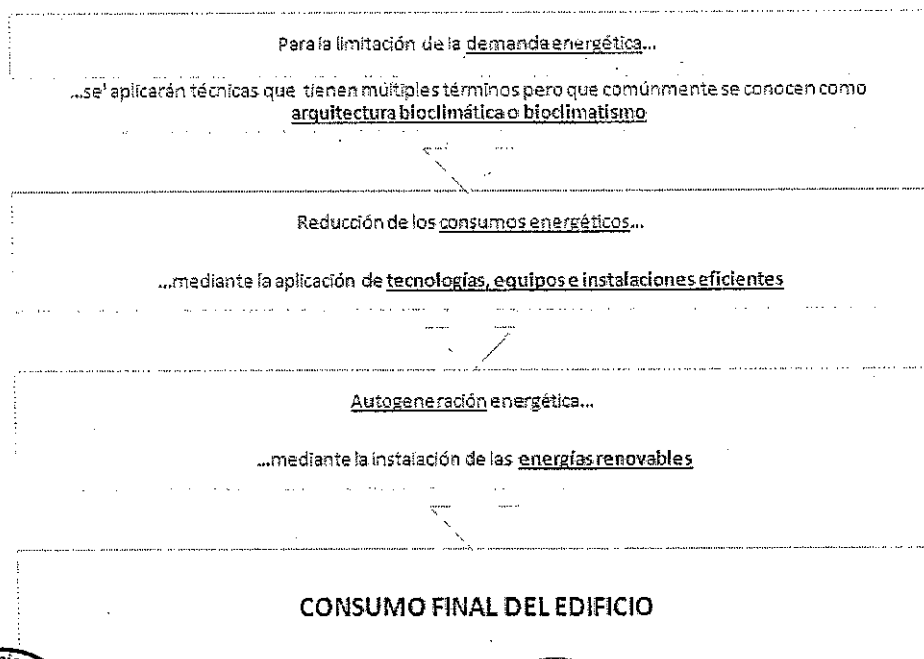 Para la limitación de la demanda energética...
...se' aplicarán técnicas que tienen múltiples términos pero que comúnmente se conocen como
arquitectura bioclimática o bioclimatismo
Reducción de los consumos energéticos...
...mediante la aplicación de tecnologías, equipos e instalaciones eficientes
Autogeneración energética...
...mediante la instalación de las energías renovables
CONSUMO FINAL DEL EDIFICIO